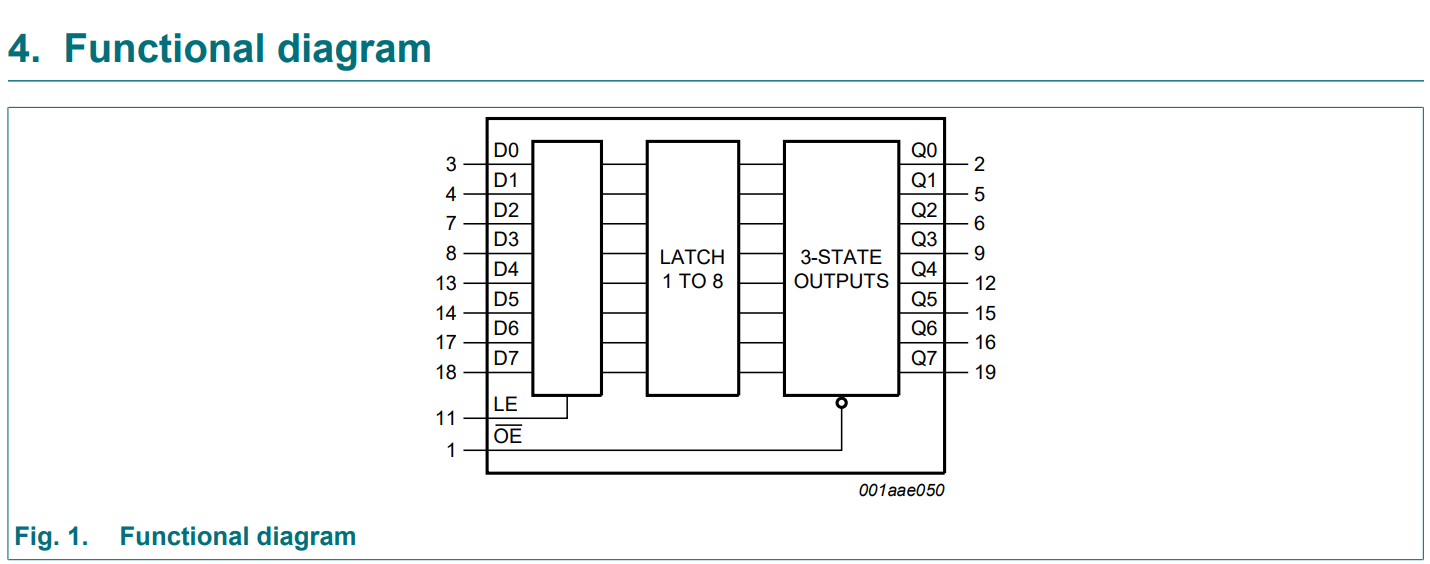 4. Functional diagram
D0 Q0
3 2
D1 Q1
4 5
D2 Q2
7 6
D3 Q3
8 9
LATCH 3-STATE
D4 Q4
1 TO 8 OUTPUTS
13 12
D5 Q5
14 15
D6 Q6
17 16
D7 Q7
18 19
LE
11
O̅E̅
1
001aae050
Fig. 1. Functional diagram